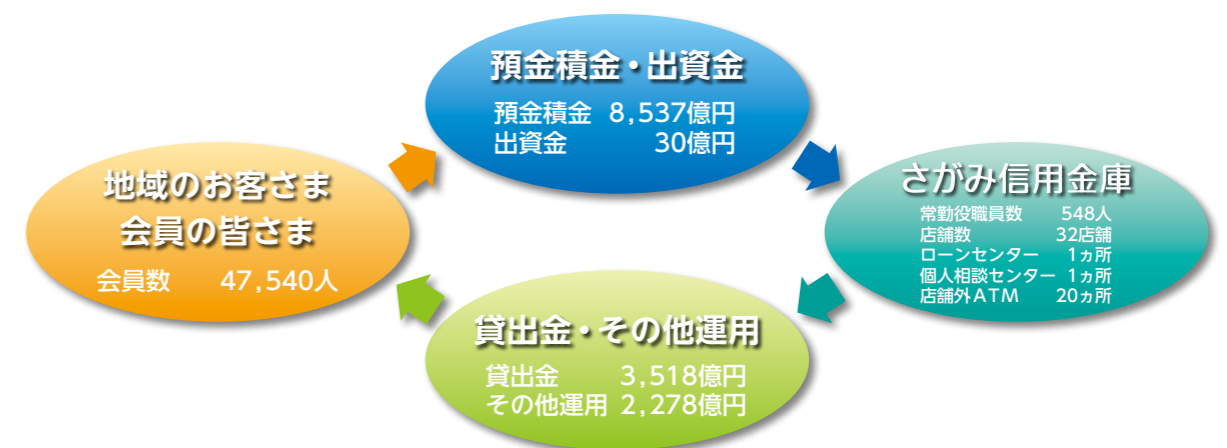 預金積金・出資金
預金積金 8,537億円
出資金 30億円
地域のお客さま
会員の皆さま
会員数 47,540人
さがみ信用金庫
常勤役職員数 548人
店舗数 32店舗
ローンセンター 1ヵ所
個人相談センター 1ヵ所
店舗外ATM 20ヵ所
貸出金・その他運用
貸出金 3,518億円
その他運用 2,278億円